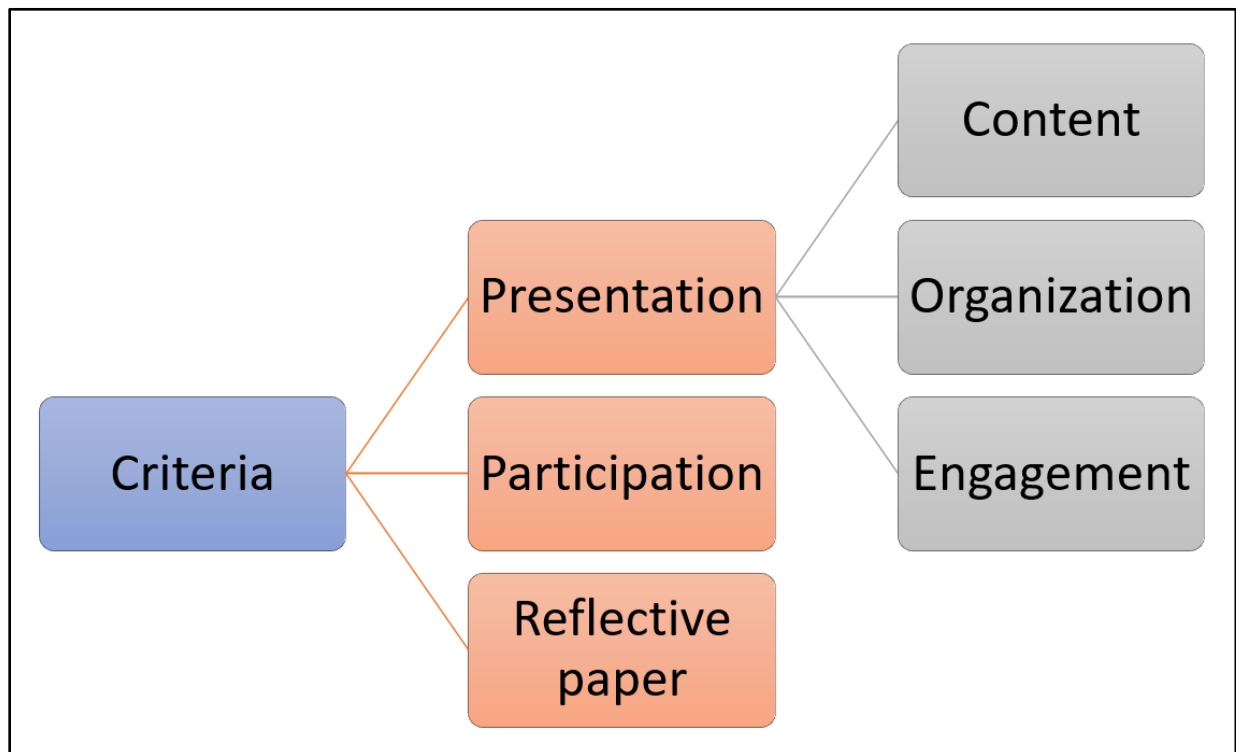 Criteria
Presentation
Participation
Reflective
paper
Content
Organization
Engagement